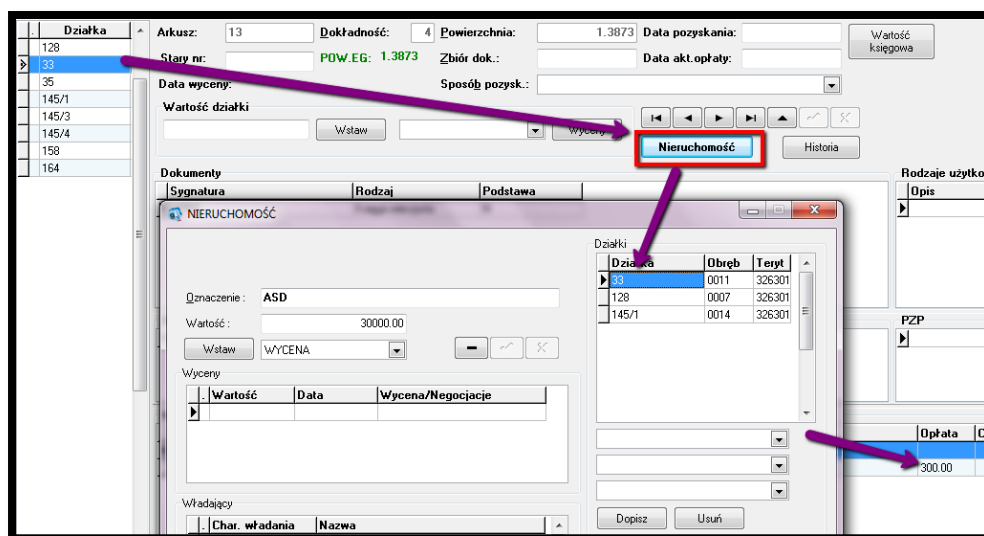 . Działka
128
33
35
145/1
145/3
145/4
158
164
Arkusz: 13 Dokładność: 4 Powierzchnia: 1.3873 Data pozyskania:
Wartość księgowa
Stary nr: POW.EG: 1.3873 Zbiór dok.: Data akt.opłaty:
Data wyceny: Sposób pozysk.:
Wartość działki
Wstaw Wyceny
Nieruchomość Historia
Dokumenty
Sygnatura Rodzaj Podstawa
Rodzaje użytko
Opis
NIERUCHOMOŚĆ
Działki
Działka Obręb Teryt
33 0011 326301
128 0007 326301
145/1 0014 326301
Oznaczenie : ASD
Wartość : 30000.00
Wstaw WYCENA
Wyceny
. Wartość Data Wycena/Negocjacje
Władający
. Char. władania Nazwa
Dopisz Usuń
PZP
Opłata C
300.00